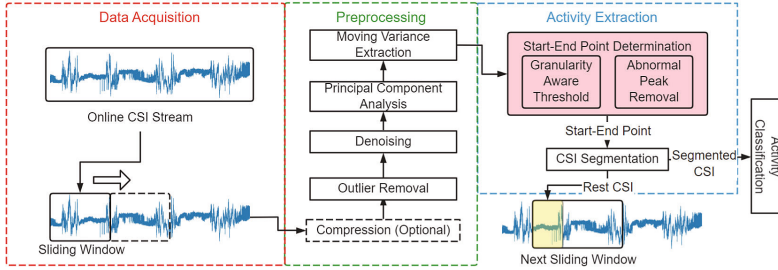 Data Acquisition
Online CSI Stream
Sliding Window
Preprocessing
Moving Variance
Extraction
Principal Component
Analysis
Denoising
Outlier Removal
Compression (Optional)
Activity Extraction
Start-End Point Determination
Granularity
Aware
Threshold
Abnormal
Peak
Removal
Start-End Point
CSI Segmentation
Segmented
CSI
Rest CSI
Next Sliding Window
Activity
Classification